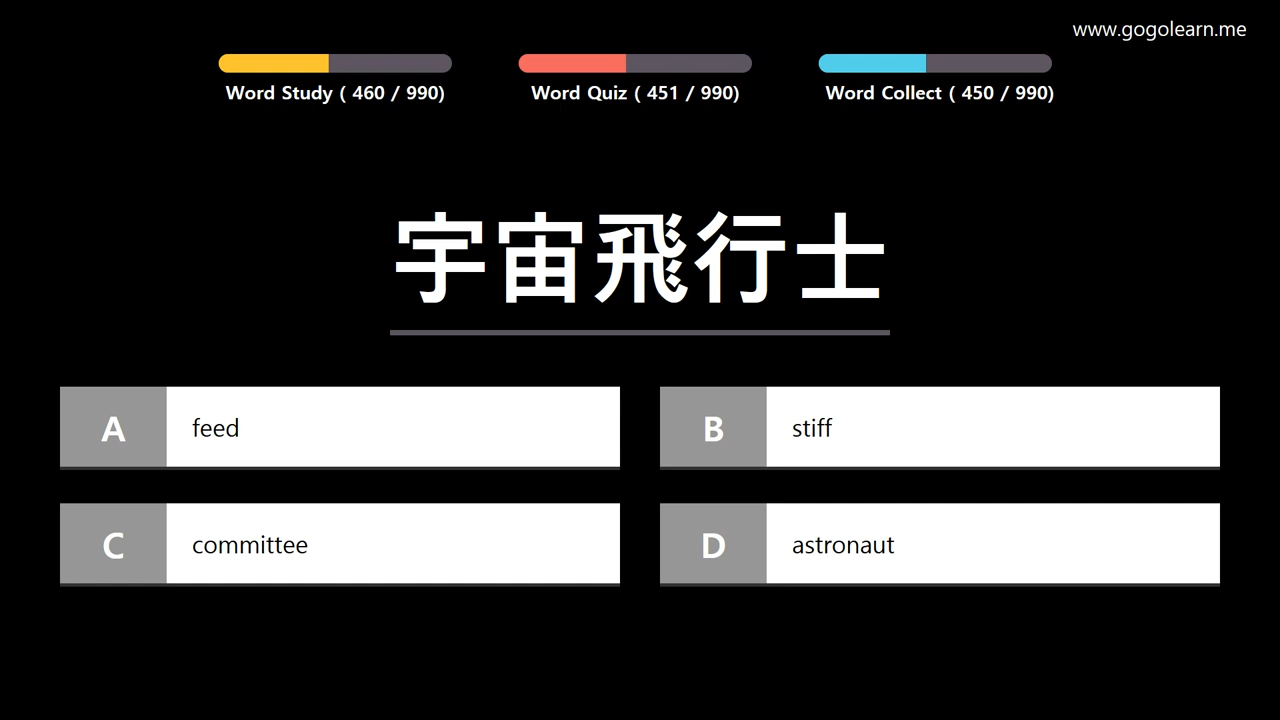 www.gogolearn.me
Word Study ( 460 / 990)
Word Quiz ( 451 / 990)
Word Collect ( 450 / 990)
宇宙飛行士
A feed
B stiff
C committee
D astronaut